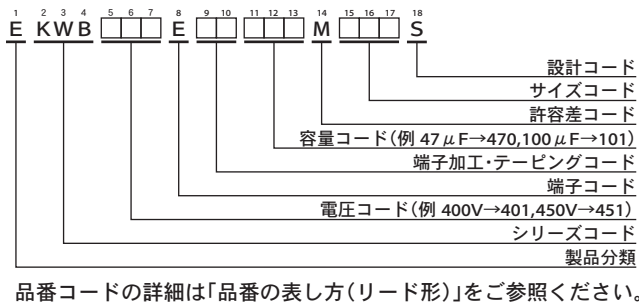 1 2 3 4 5 6 7 8 9 10 11 12 13 14 15 16 17 18
E KWB □□□ E □□ □□□ M □□□ S
設計コード
サイズコード
許容差コード
容量コード(例 47μF→470,100μF→101)
端子加工・テーピングコード
端子コード
電圧コード(例 400V→401,450V→451)
シリーズコード
製品分類
品番コードの詳細は「品番の表し方(リード形)」をご参照ください。